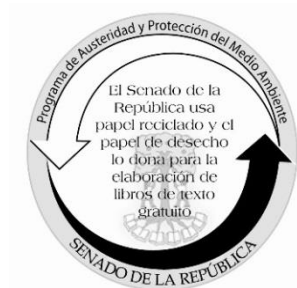 Programa de Austeridad y Protección del Medio Ambiente
El Senado de la
República usa
papel reciclado y el
papel de desecho
lo dona para la
elaboración de
libros de texto
gratuito
SENADO DE LA REPÚBLICA